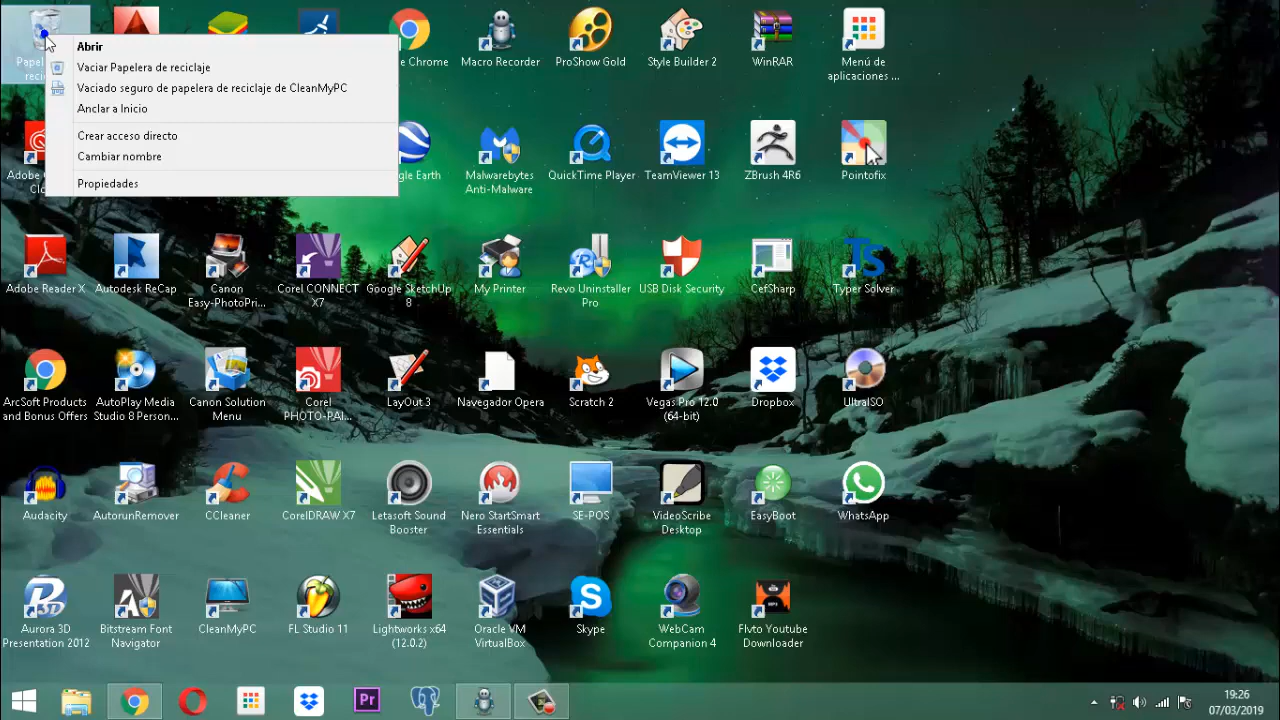 Papel
reci
Abrir
Vaciar Papelera de reciclaje
Vaciado seguro de papelera de reciclaje de CleanMyPC
Anclar a Inicio
Crear acceso directo
Cambiar nombre
Propiedades
e Chrome
Macro Recorder
ProShow Gold
Style Builder 2
WinRAR
Menú de
aplicaciones ...
Adobe
Clo
gle Earth
Malwarebytes
Anti-Malware
QuickTime Player
TeamViewer 13
ZBrush 4R6
Pointofix
Adobe Reader X
Autodesk ReCap
Canon
Easy-PhotoPri...
Corel CONNECT
X7
Google SketchUp
8
My Printer
Revo Uninstaller
Pro
USB Disk Security
CefSharp
Typer Solver
ArcSoft Products
and Bonus Offers
AutoPlay Media
Studio 8 Person...
Canon Solution
Menu
Corel
PHOTO-PAI...
LayOut 3
Navegador Opera
Scratch 2
Vegas Pro 12.0
(64-bit)
Dropbox
UltraISO
Audacity
AutorunRemover
CCleaner
CorelDRAW X7
Letasoft Sound
Booster
Nero StartSmart
Essentials
SE-POS
VideoScribe
Desktop
EasyBoot
WhatsApp
Aurora 3D
Presentation 2012
Bitstream Font
Navigator
CleanMyPC
FL Studio 11
Lightworks x64
(12.0.2)
Oracle VM
VirtualBox
Skype
WebCam
Companion 4
Flvto Youtube
Downloader
Pr
19:26
07/03/2019